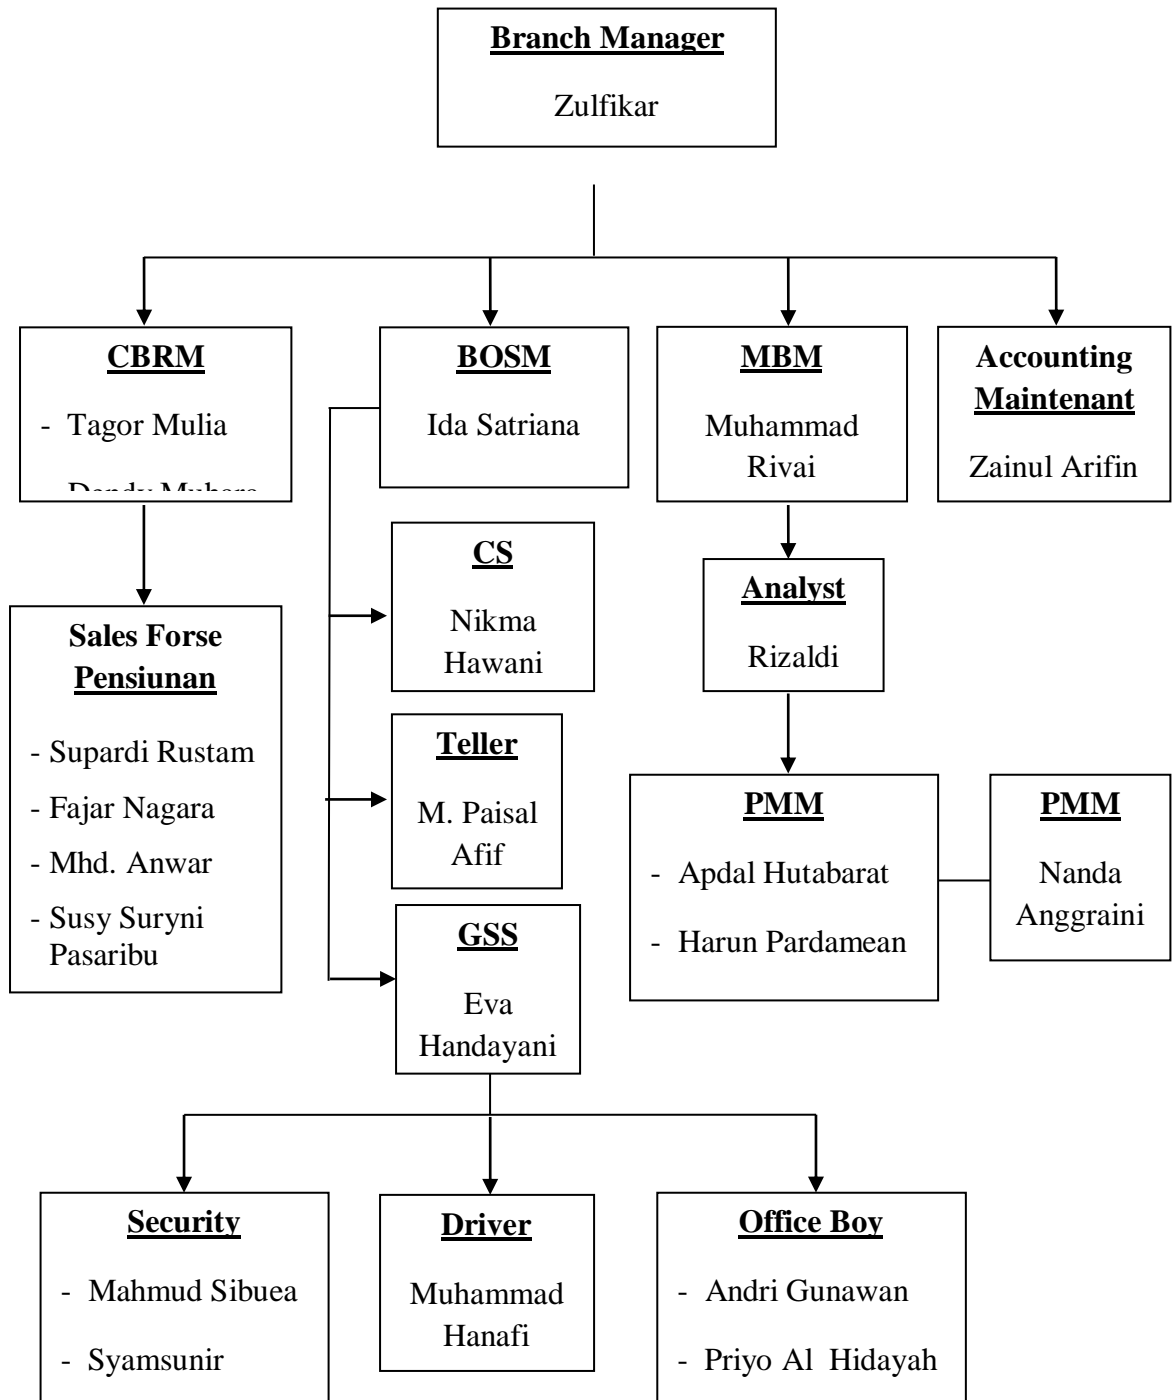 Branch Manager
Zulfikar
CBRM
- Tagor Mulia
BOSM
Ida Satriana
MBM
Muhammad
Rivai
Accounting
Maintenant
Zainul Arifin
CS
Nikma
Hawani
Analyst
Rizaldi
Sales Forse
Pensiunan
- Supardi Rustam
- Fajar Nagara
- Mhd. Anwar
- Susy Suryni
Pasaribu
Teller
M. Paisal
Afif
PMM
- Apdal Hutabarat
- Harun Pardamean
PMM
Nanda
Anggraini
GSS
Eva
Handayani
Security
- Mahmud Sibuea
- Syamsunir
Driver
Muhammad
Hanafi
Office Boy
- Andri Gunawan
- Priyo Al Hidayah